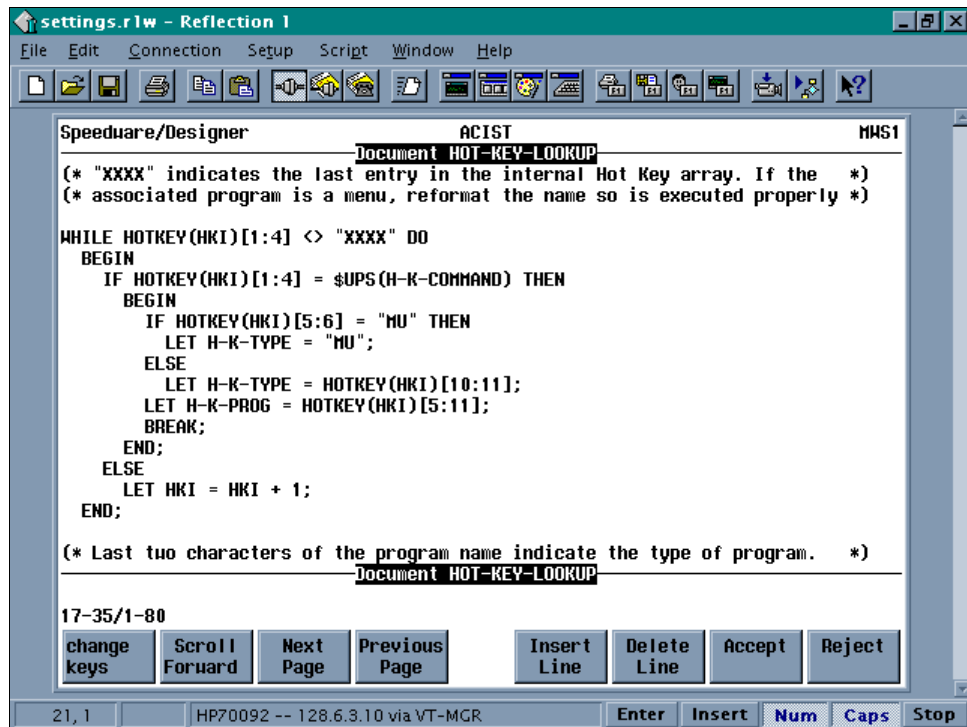 settings.r1w - Reflection 1
File Edit Connection Setup Script Window Help
Speedware/Designer ACIST MWS1
Document HOT-KEY-LOOKUP
(* "XXXX" indicates the last entry in the internal Hot Key array. If the *)
(* associated program is a menu, reformat the name so is executed properly *)
WHILE HOTKEY(HKI)[1:4] <> "XXXX" DO
BEGIN
IF HOTKEY(HKI)[1:4] = $UPS(H-K-COMMAND) THEN
BEGIN
IF HOTKEY(HKI)[5:6] = "MU" THEN
LET H-K-TYPE = "MU";
ELSE
LET H-K-TYPE = HOTKEY(HKI)[10:11];
LET H-K-PROG = HOTKEY(HKI)[5:11];
BREAK;
END;
ELSE
LET HKI = HKI + 1;
END;
(* Last two characters of the program name indicate the type of program. *)
Document HOT-KEY-LOOKUP
17-35/1-80
change keys Scroll Forward Next Page Previous Page Insert Line Delete Line Accept Reject
21, 1 HP70092 -- 128.6.3.10 via VT-MGR Enter Insert Num Caps Stop